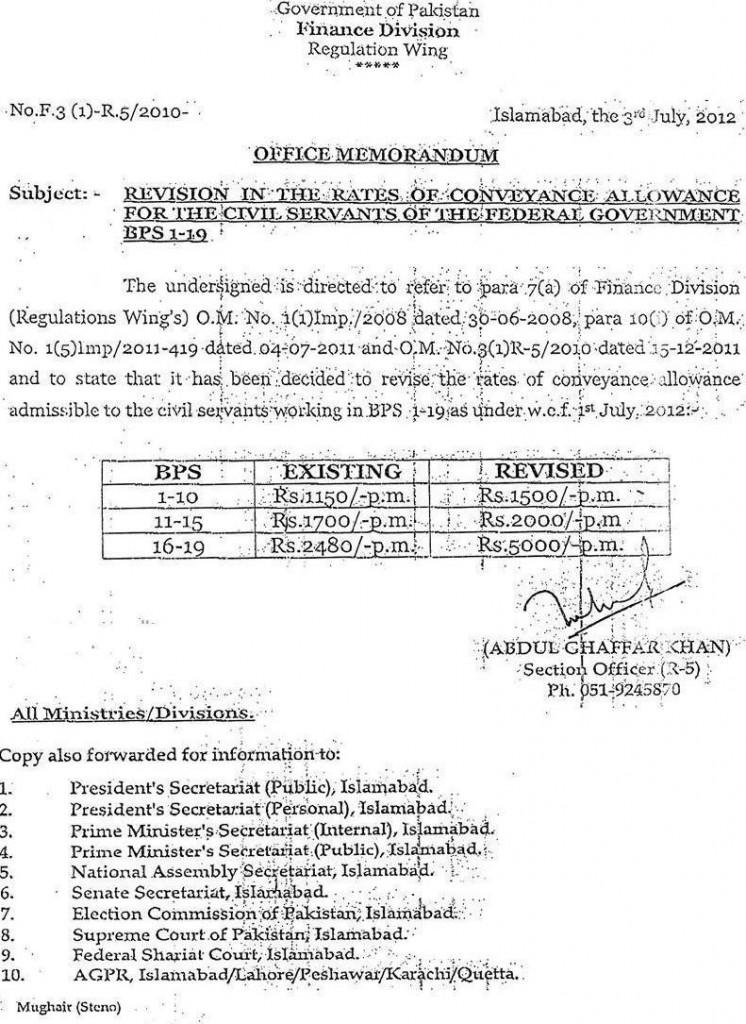 Government of Pakistan
Finance Division
Regulation Wing
*****
No.F.3 (1)-R.5/2010-
Islamabad, the 3rd July, 2012
OFFICE MEMORANDUM
Subject: - REVISION IN THE RATES OF CONVEYANCE ALLOWANCE
FOR THE CIVIL SERVANTS OF THE FEDERAL GOVERNMENT
BPS 1-19
The undersigned is directed to refer to para 7(a) of Finance Division
(Regulations Wing's) O.M. No. 1(1)Imp/2008 dated 30-06-2008, para of O.M.
No. 1(5)Imp/2011-419 dated 04-07-2011 and O.M. No.3(1)R-5/2010 dated 15-12-2011
and to state that it has been decided to revise the rates of conveyance allowance
admissible to the civil servants working in BPS 1-19 as under w.e.f. 1st July, 2012:-
BPS EXISTING REVISED
1-10 Rs.1150/-p.m. Rs.1500/-p.m.
11-15 Rs.1700/-p.m. Rs.2000/-p.m
16-19 Rs.2480/-p.m. Rs.5000/-p.m.
(ABDUL GHAFFAR KHAN)
Section Officer (R-5)
Ph. 051-9245870
All Ministries/Divisions.
Copy also forwarded for information to:
1. President's Secretariat (Public), Islamabad.
2. President's Secretariat (Personal), Islamabad.
3. Prime Minister's Secretariat (Internal), Islamabad.
4. Prime Minister's Secretariat (Public), Islamabad.
5. National Assembly Secretariat, Islamabad.
6. Senate Secretariat, Islamabad.
7. Election Commission of Pakistan, Islamabad.
8. Supreme Court of Pakistan, Islamabad.
9. Federal Shariat Court, Islamabad.
10. AGPR, Islamabad/Lahore/Peshawar/Karachi/Quetta.
Mughair (Steno)